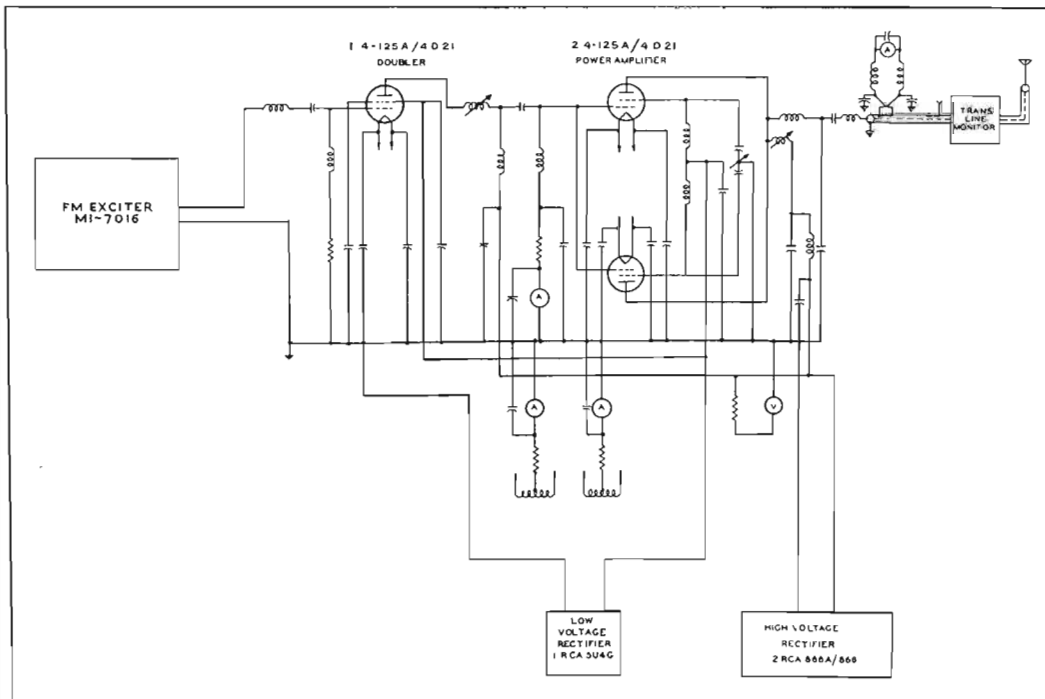 1 4-125A/4D21
DOUBLER
2 4-125A/4D21
POWER AMPLIFIER
A
TRANS
LINE
MONITOR
FM EXCITER
MI-7016
A
A
A
V
LOW
VOLTAGE
RECTIFIER
1 RCA 5U4G
HIGH VOLTAGE
RECTIFIER
2 RCA 866A/866